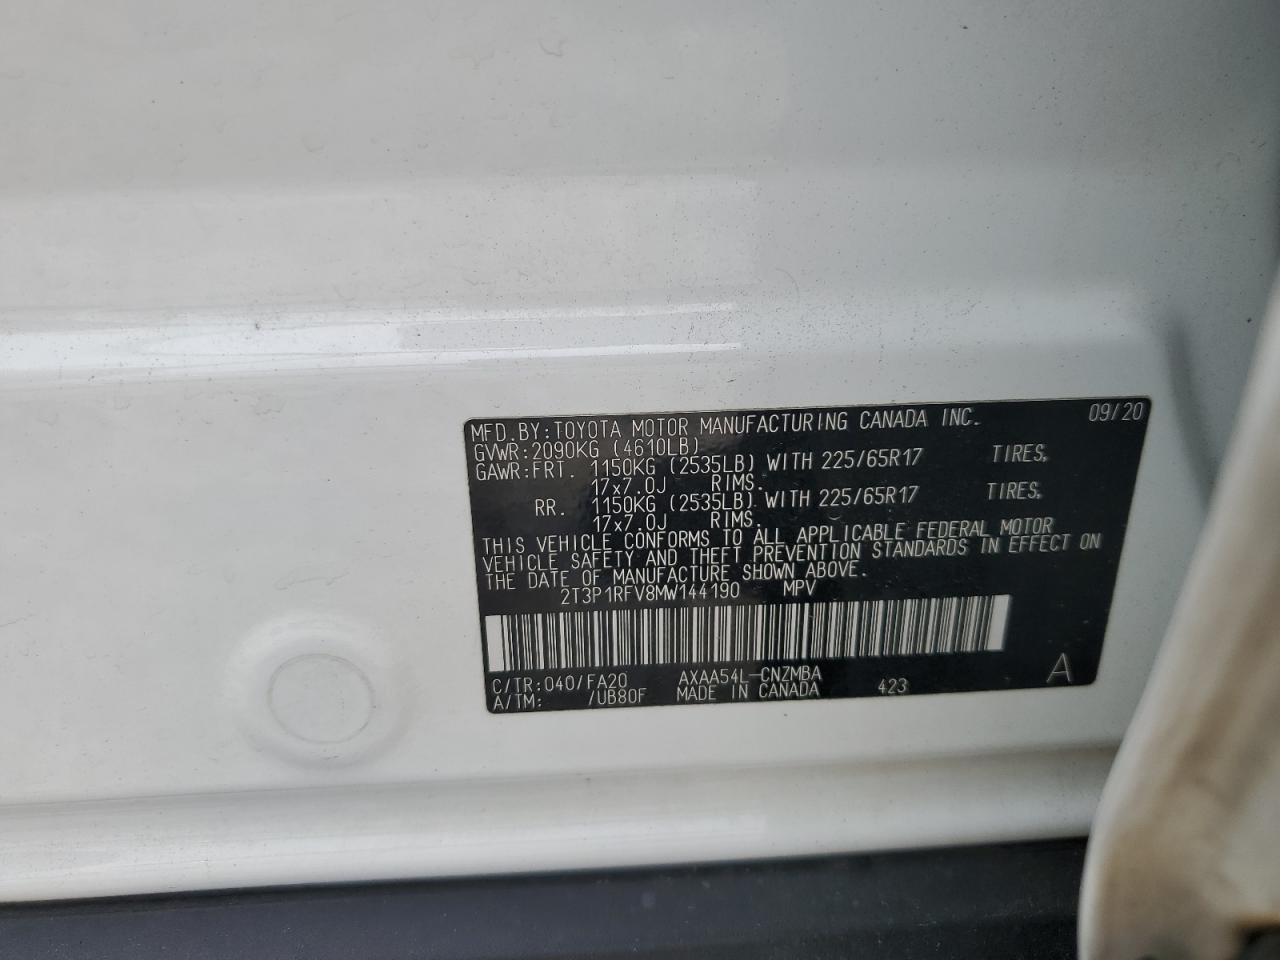 MFD.BY:TOYOTA MOTOR MANUFACTURING CANADA INC. 09/20
GVWR:2090KG (4610LB)
GAWR:FRT. 1150KG (2535LB) WITH 225/65R17 TIRES,
17x7.0J RIMS.
RR. 1150KG (2535LB) WITH 225/65R17 TIRES,
17x7.0J RIMS.
THIS VEHICLE CONFORMS TO ALL APPLICABLE FEDERAL MOTOR
VEHICLE SAFETY AND THEFT PREVENTION STANDARDS IN EFFECT ON
THE DATE OF MANUFACTURE SHOWN ABOVE.
2T3P1RFV8MW144190 MPV
C/TR:040/FA20 AXAA54L-CNZMBA A
A/TM: /UB80F MADE IN CANADA 423